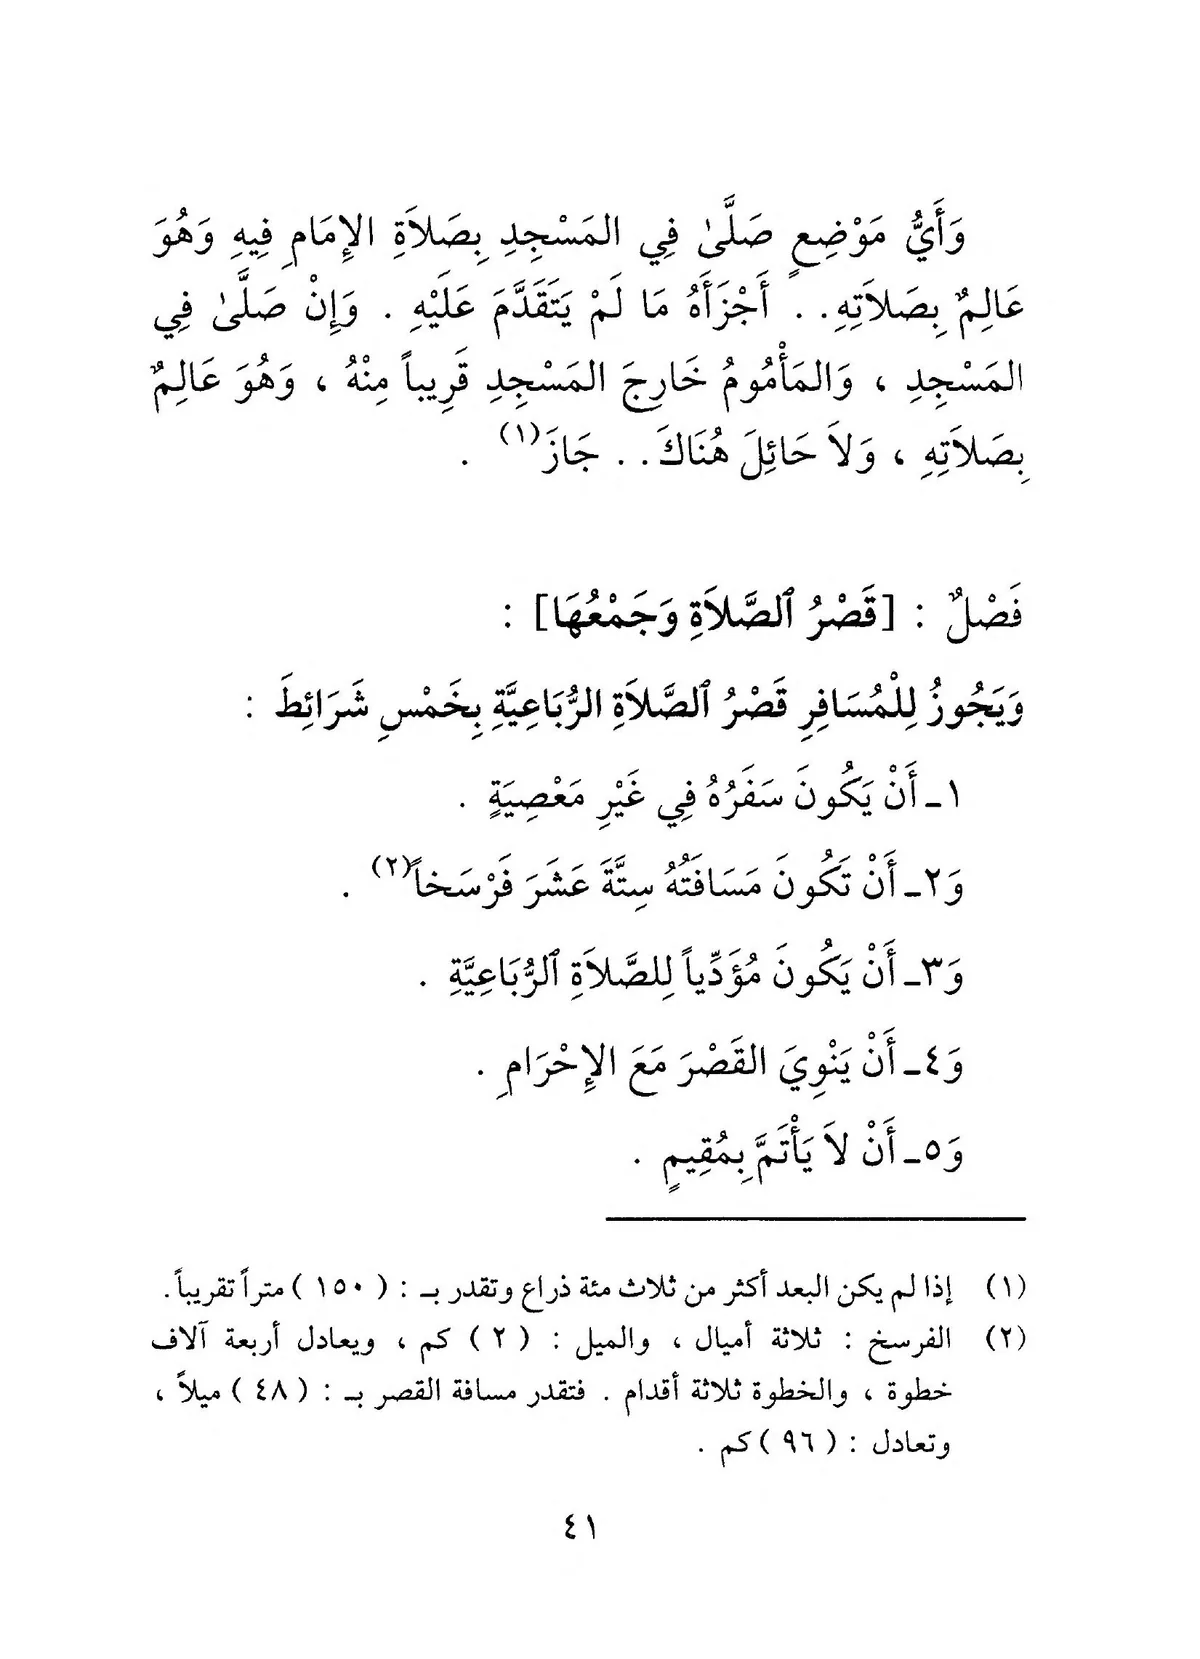 وَأَيُّ مَوْضِعٍ صَلَّىٰ فِي المَسْجِدِ بِصَلاَةِ الإِمَامِ فِيهِ وَهُوَ
عَالِمٌ بِصَلاَتِهِ . . أَجْزَأَهُ مَا لَمْ يَتَقَدَّمَ عَلَيْهِ . وَإِنْ صَلَّىٰ فِي
المَسْجِدِ ، وَالمَأْمُومُ خَارِجَ المَسْجِدِ قَرِيباً مِنْهُ ، وَهُوَ عَالِمٌ
بِصَلاَتِهِ ، وَلاَ حَائِلَ هُنَاكَ . . جَازَ(١) .
فَصْلٌ : [قَصْرُ ٱلصَّلاَةِ وَجَمْعُهَا] :
وَيَجُوزُ لِلْمُسَافِرِ قَصْرُ ٱلصَّلاَةِ الرُّبَاعِيَّةِ بِخَمْسِ شَرَائِطَ :
١ـ أَنْ يَكُونَ سَفَرُهُ فِي غَيْرِ مَعْصِيَةٍ .
وَ٢ـ أَنْ تَكُونَ مَسَافَتُهُ سِتَّةَ عَشَرَ فَرْسَخاً(٢) .
وَ٣ـ أَنْ يَكُونَ مُؤَدِّياً لِلصَّلاَةِ ٱلرُّبَاعِيَّةِ .
وَ٤ـ أَنْ يَنْوِيَ القَصْرَ مَعَ الإِحْرَامِ .
وَ٥ـ أَنْ لاَ يَأْتَمَّ بِمُقِيمٍ .
(١) إذا لم يكن البعد أكثر من ثلاث مئة ذراع وتقدر بـ : ( ١٥٠ ) متراً تقريباً .
(٢) الفرسخ : ثلاثة أميال ، والميل : ( ٢ ) كم ، ويعادل أربعة آلاف
خطوة ، والخطوة ثلاثة أقدام . فتقدر مسافة القصر بـ : ( ٤٨ ) ميلاً ،
وتعادل : ( ٩٦ ) كم .
٤١